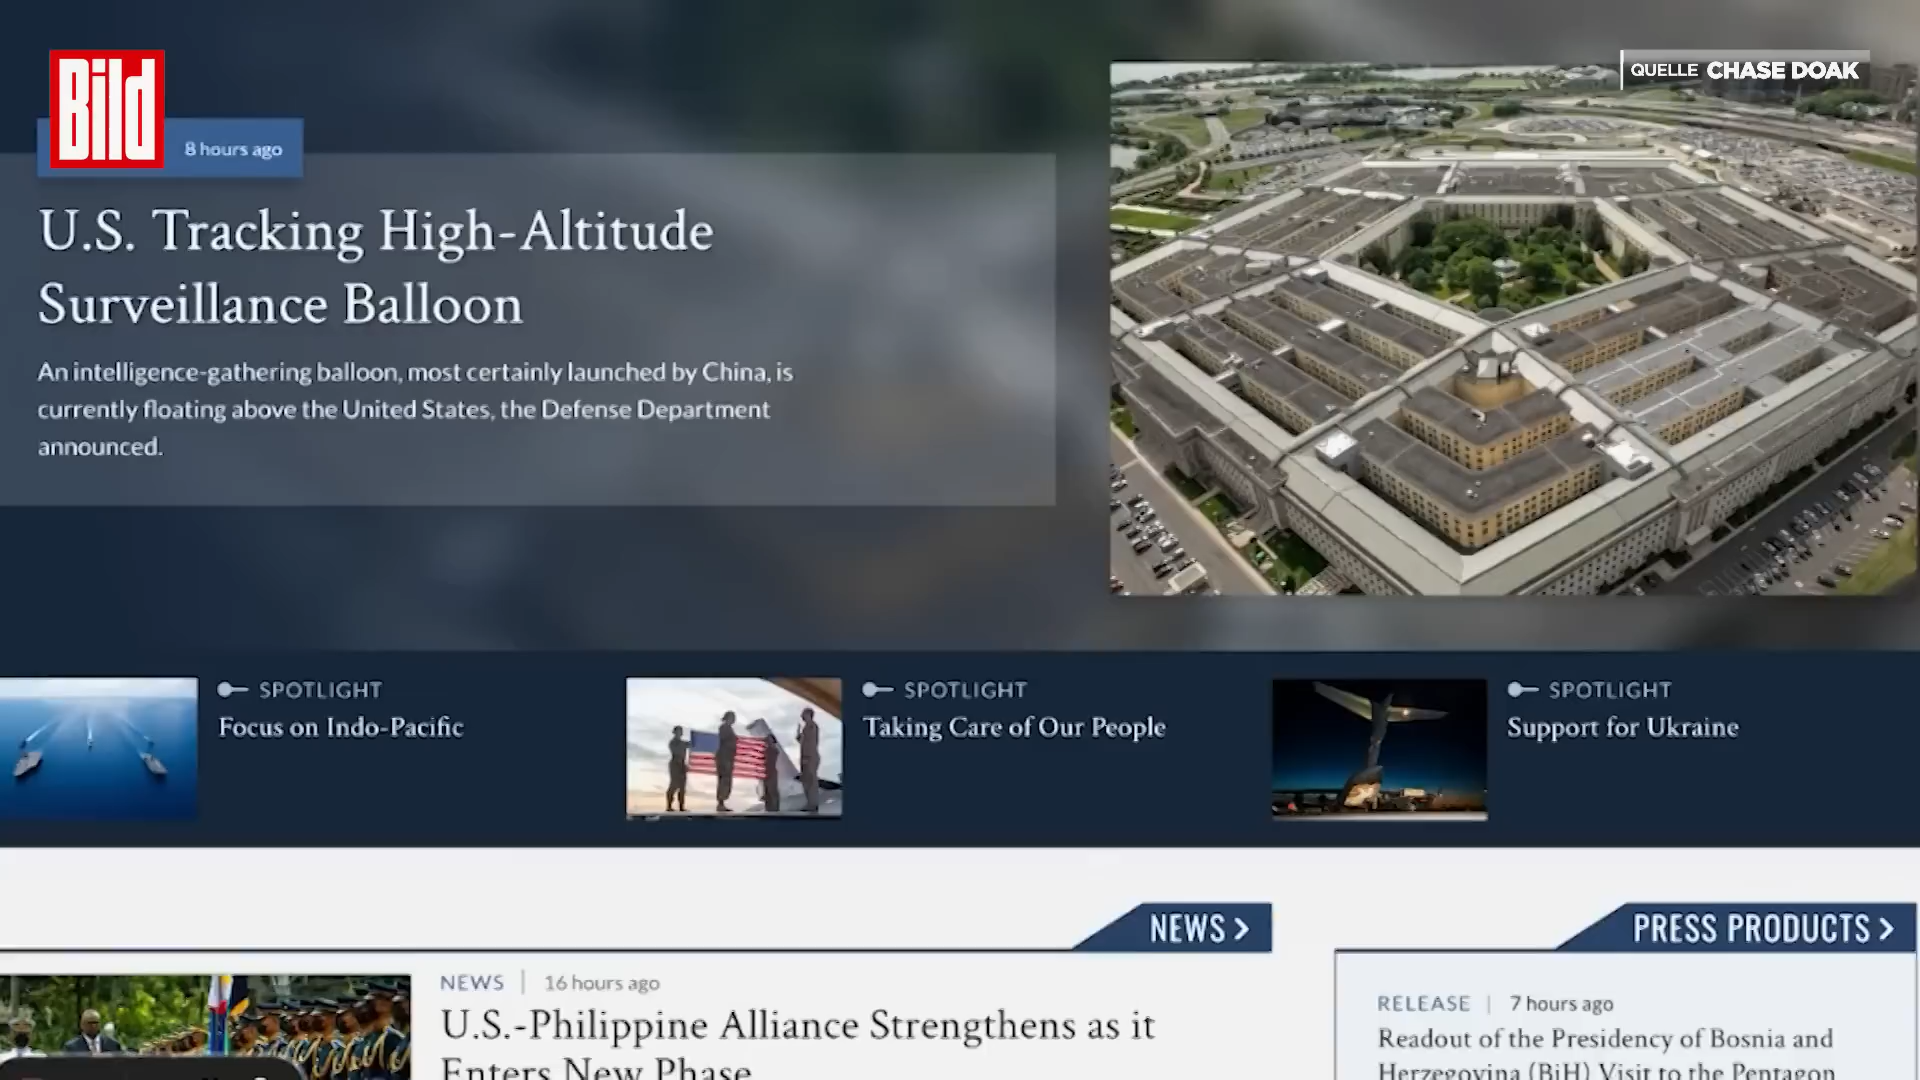 Bild
QUELLE CHASE DOAK
8 hours ago
U.S. Tracking High-Altitude
Surveillance Balloon
An intelligence-gathering balloon, most certainly launched by China, is
currently floating above the United States, the Defense Department
announced.
SPOTLIGHT
Focus on Indo-Pacific
SPOTLIGHT
Taking Care of Our People
SPOTLIGHT
Support for Ukraine
NEWS >
PRESS PRODUCTS >
NEWS | 16 hours ago
U.S.-Philippine Alliance Strengthens as it
Enters New Phase
RELEASE | 7 hours ago
Readout of the Presidency of Bosnia and
Herzegovina (BiH) Visit to the Pentagon